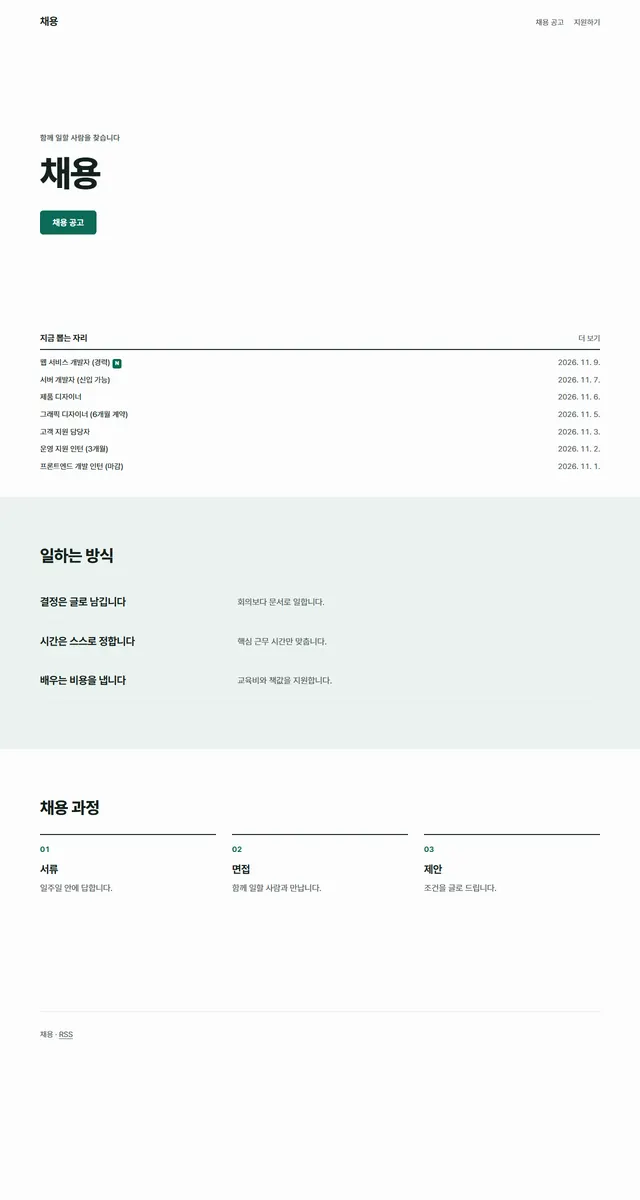 채용
채용 공고 지원하기
함께 일할 사람을 찾습니다
채용
채용 공고
지금 뽑는 자리 더 보기
웹 서비스 개발자 (경력) N 2026. 11. 9.
서버 개발자 (신입 가능) 2026. 11. 7.
제품 디자이너 2026. 11. 6.
그래픽 디자이너 (6개월 계약) 2026. 11. 5.
고객 지원 담당자 2026. 11. 3.
운영 지원 인턴 (3개월) 2026. 11. 2.
프론트엔드 개발 인턴 (마감) 2026. 11. 1.
일하는 방식
결정은 글로 남깁니다 회의보다 문서로 일합니다.
시간은 스스로 정합니다 핵심 근무 시간만 맞춥니다.
배우는 비용을 냅니다 교육비와 책값을 지원합니다.
채용 과정
01
서류
일주일 안에 답합니다.
02
면접
함께 일할 사람과 만납니다.
03
제안
조건을 글로 드립니다.
채용 · RSS